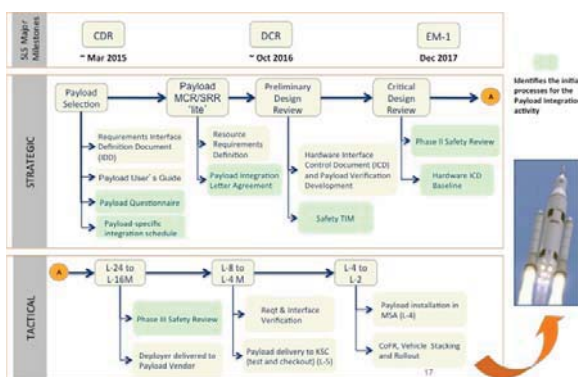 SLS Major
Milestones
CDR
DCR
EM-1
~ Mar 2015
~ Oct 2016
Dec 2017
Identifies the initial
processes for the
Payload Integration
activity
STRATEGIC
Payload
Selection
Payload
MCR/SRR
'lite'
Preliminary
Design
Review
Critical
Design
Review
A
Requirements Interface
Definition Document
(IDD)
Payload User's Guide
Payload Questionnaire
Payload-specific
integration schedule
Resource
Requirements
Definition
Payload Integration
Letter Agreement
Hardware Interface
Control Document (ICD)
and Payload Verification
Development
Safety TIM
Phase II Safety Review
Hardware ICD
Baseline
TACTICAL
A
L-24 to
L-16M
L-8 to
L-4 M
L-4 to
L-2
Phase III Safety Review
Deployer delivered to
Payload Vendor
Reqt & Interface
Verification
Payload delivery to KSC
(test and checkout) (L-5)
Payload installation in
MSA (L-4)
CoFR, Vehicle Stacking
and Rollout
17